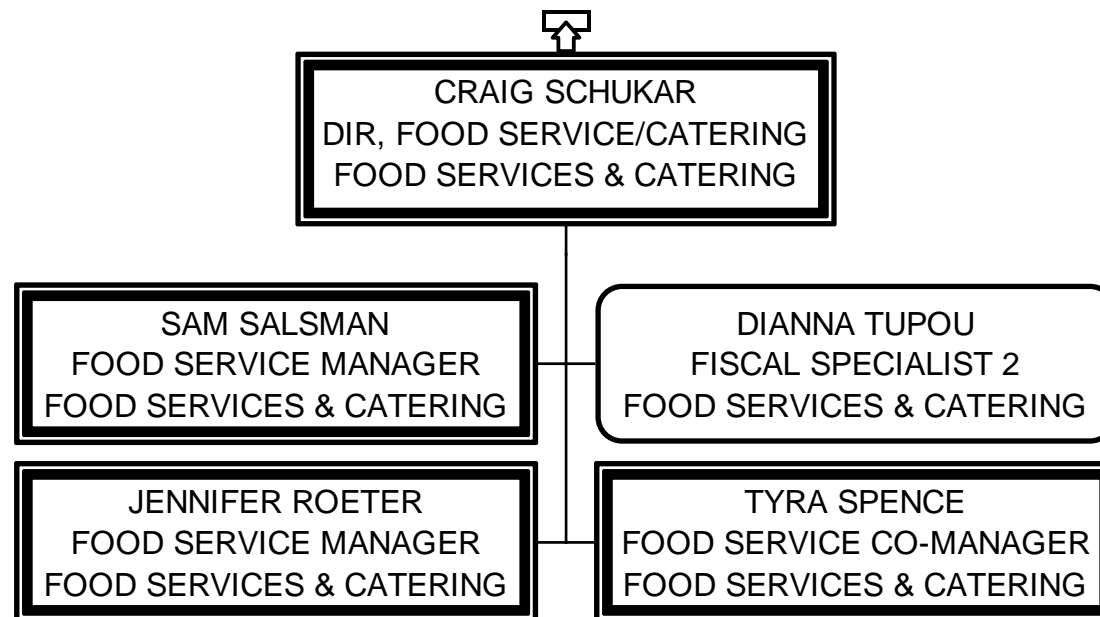 CRAIG SCHUKAR
DIR, FOOD SERVICE/CATERING
FOOD SERVICES & CATERING
SAM SALSMAN
FOOD SERVICE MANAGER
FOOD SERVICES & CATERING
DIANNA TUPOU
FISCAL SPECIALIST 2
FOOD SERVICES & CATERING
JENNIFER ROETER
FOOD SERVICE MANAGER
FOOD SERVICES & CATERING
TYRA SPENCE
FOOD SERVICE CO-MANAGER
FOOD SERVICES & CATERING